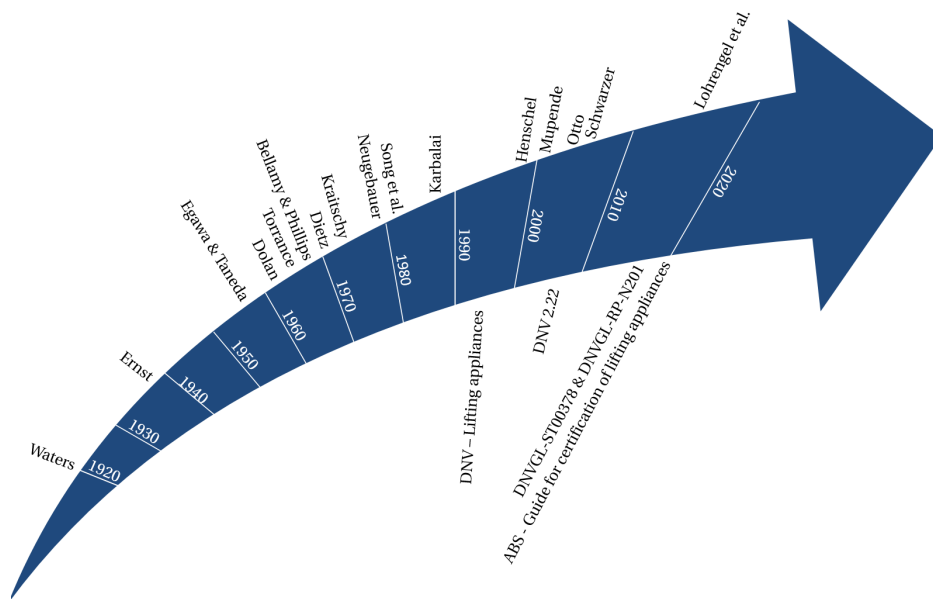 Waters
Ernst
Egawa & Taneda
Dolan
Torrance
Bellamy & Phillips
Dietz
Kraitschy
Neugebauer
Song et al.
Karbalai
Henschel
Mupende
Otto
Schwarzer
Lohrengel et al.
1920
1930
1940
1950
1960
1970
1980
1990
2000
2010
2020
DNV – Lifting appliances
DNV 2.22
DNVGL-ST00378 & DNVGL-RP-N201
ABS - Guide for certification of lifting appliances